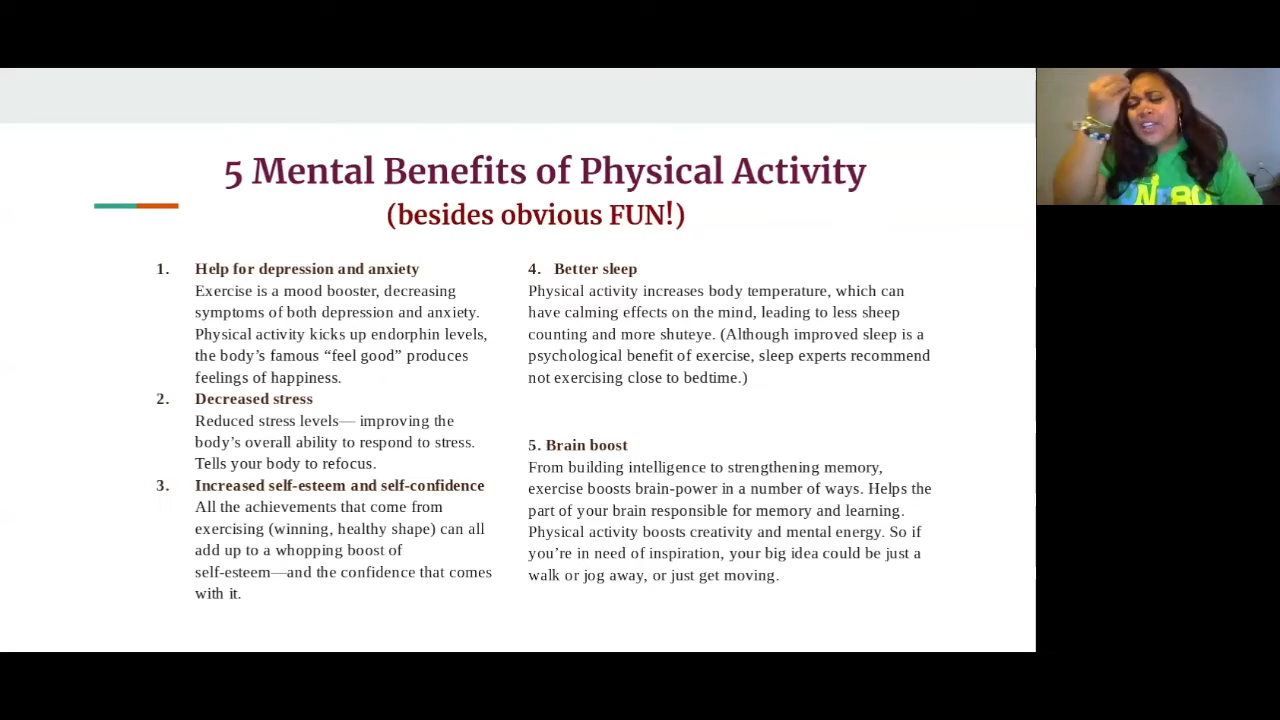 5 Mental Benefits of Physical Activity
(besides obvious FUN!)
1. Help for depression and anxiety
Exercise is a mood booster, decreasing
symptoms of both depression and anxiety.
Physical activity kicks up endorphin levels,
the body's famous “feel good” produces
feelings of happiness.
2. Decreased stress
Reduced stress levels— improving the
body's overall ability to respond to stress.
Tells your body to refocus.
3. Increased self-esteem and self-confidence
All the achievements that come from
exercising (winning, healthy shape) can all
add up to a whopping boost of
self-esteem—and the confidence that comes
with it.
4. Better sleep
Physical activity increases body temperature, which can
have calming effects on the mind, leading to less sheep
counting and more shuteye. (Although improved sleep is a
psychological benefit of exercise, sleep experts recommend
not exercising close to bedtime.)
5. Brain boost
From building intelligence to strengthening memory,
exercise boosts brain-power in a number of ways. Helps the
part of your brain responsible for memory and learning.
Physical activity boosts creativity and mental energy. So if
you're in need of inspiration, your big idea could be just a
walk or jog away, or just get moving.